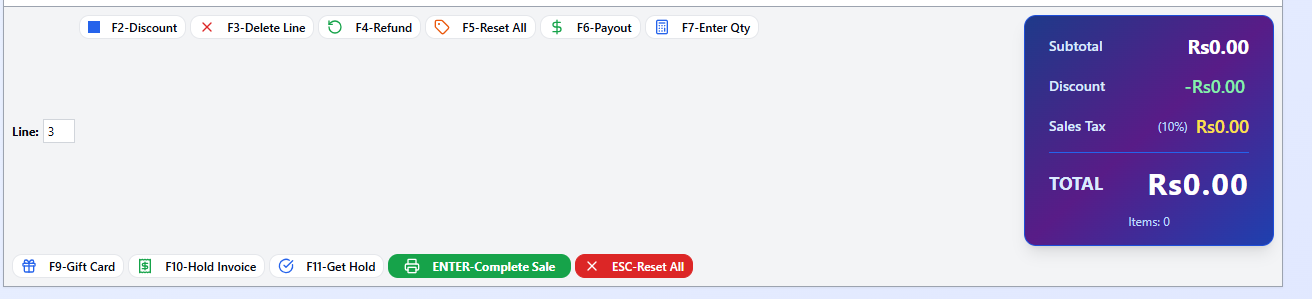 F2-Discount F3-Delete Line F4-Refund F5-Reset All F6-Payout F7-Enter Qty
Line: 3
F9-Gift Card F10-Hold Invoice F11-Get Hold ENTER-Complete Sale ESC-Reset All
Subtotal Rs0.00
Discount -Rs0.00
Sales Tax (10%) Rs0.00
TOTAL Rs0.00
Items: 0